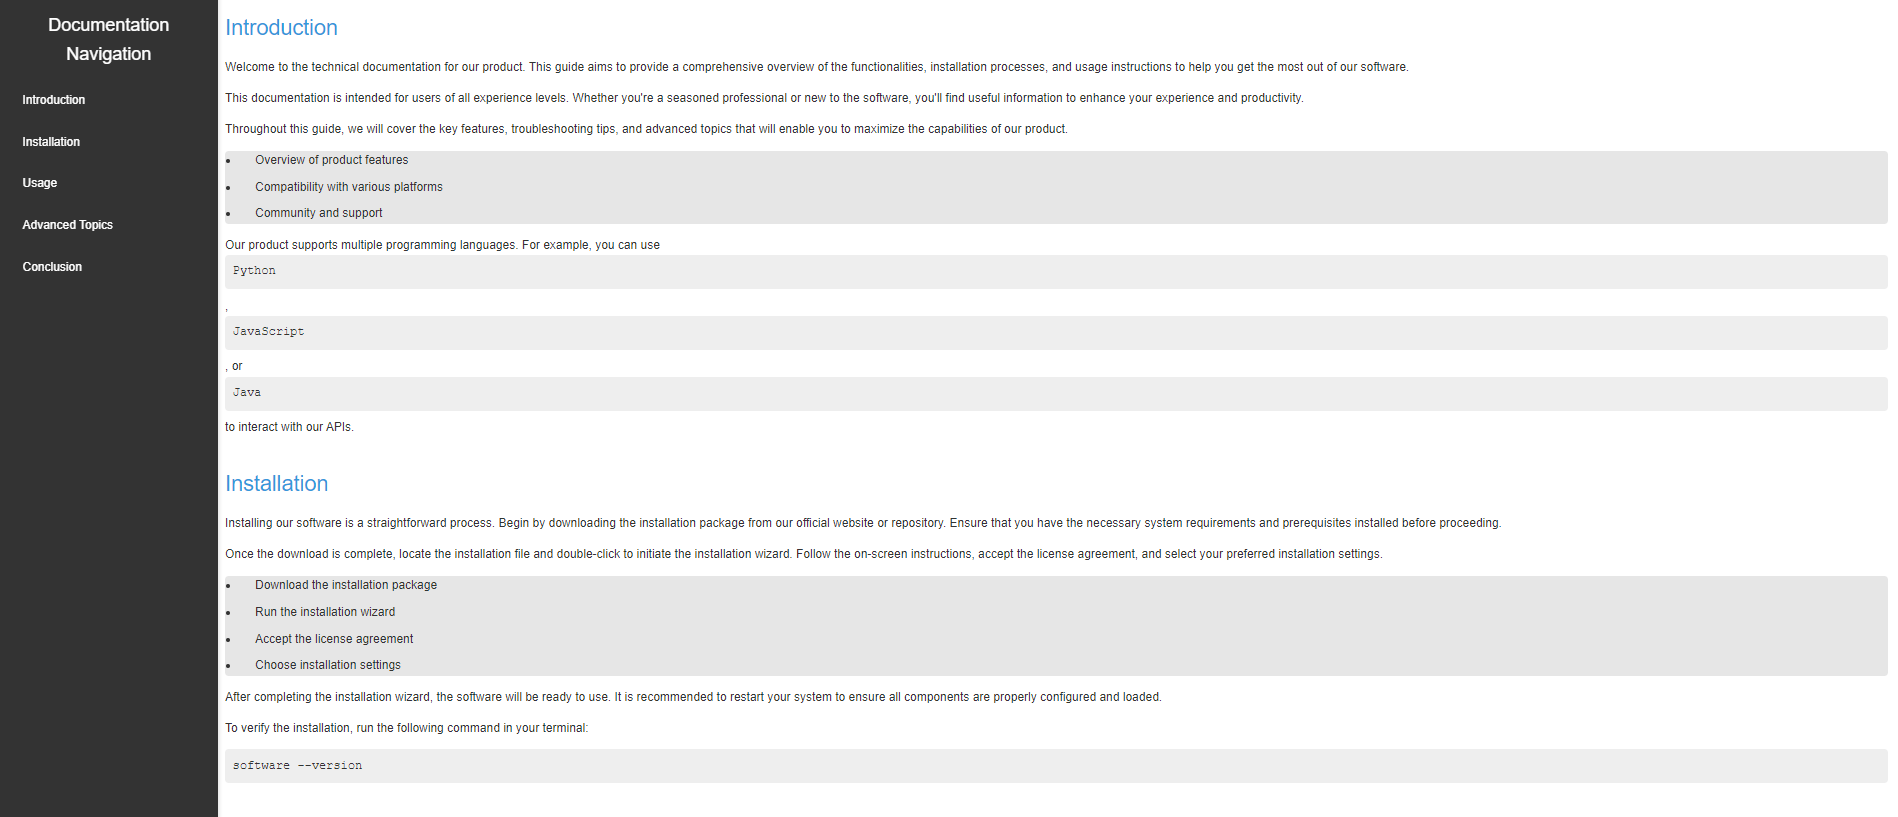 Documentation
Navigation
Introduction
Installation
Usage
Advanced Topics
Conclusion
Introduction
Welcome to the technical documentation for our product. This guide aims to provide a comprehensive overview of the functionalities, installation processes, and usage instructions to help you get the most out of our software.
This documentation is intended for users of all experience levels. Whether you're a seasoned professional or new to the software, you'll find useful information to enhance your experience and productivity.
Throughout this guide, we will cover the key features, troubleshooting tips, and advanced topics that will enable you to maximize the capabilities of our product.
• Overview of product features
• Compatibility with various platforms
• Community and support
Our product supports multiple programming languages. For example, you can use
Python
,
JavaScript
, or
Java
to interact with our APIs.
Installation
Installing our software is a straightforward process. Begin by downloading the installation package from our official website or repository. Ensure that you have the necessary system requirements and prerequisites installed before proceeding.
Once the download is complete, locate the installation file and double-click to initiate the installation wizard. Follow the on-screen instructions, accept the license agreement, and select your preferred installation settings.
• Download the installation package
• Run the installation wizard
• Accept the license agreement
• Choose installation settings
After completing the installation wizard, the software will be ready to use. It is recommended to restart your system to ensure all components are properly configured and loaded.
To verify the installation, run the following command in your terminal:
software --version